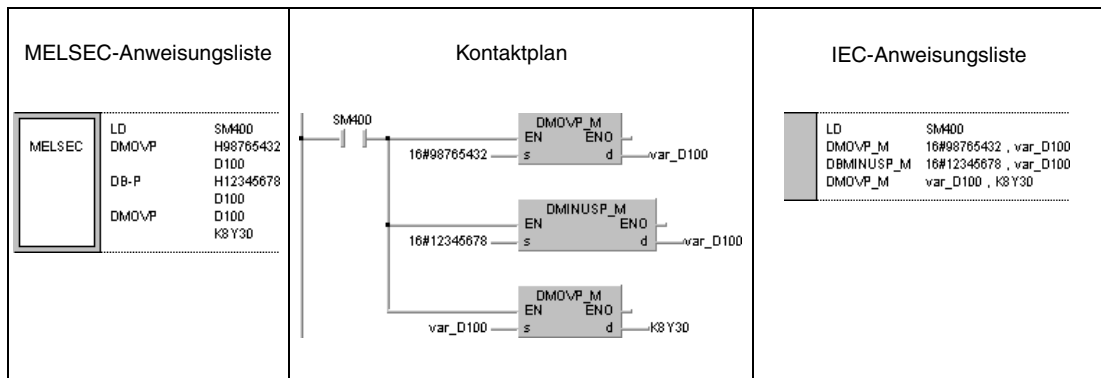 MELSEC-Anweisungsliste
MELSEC
LD SM400
DMOVP H98765432
D100
DB-P H12345678
D100
DMOVP D100
K8Y30
Kontaktplan
SM400
DMOVP_M
EN ENO
16#98765432 s d var_D100
DMINUSP_M
EN ENO
16#12345678 s d var_D100
DMOVP_M
EN ENO
var_D100 s d K8Y30
IEC-Anweisungsliste
LD SM400
DMOVP_M 16#98765432 , var_D100
DBMINUSP_M 16#12345678 , var_D100
DMOVP_M var_D100 , K8Y30